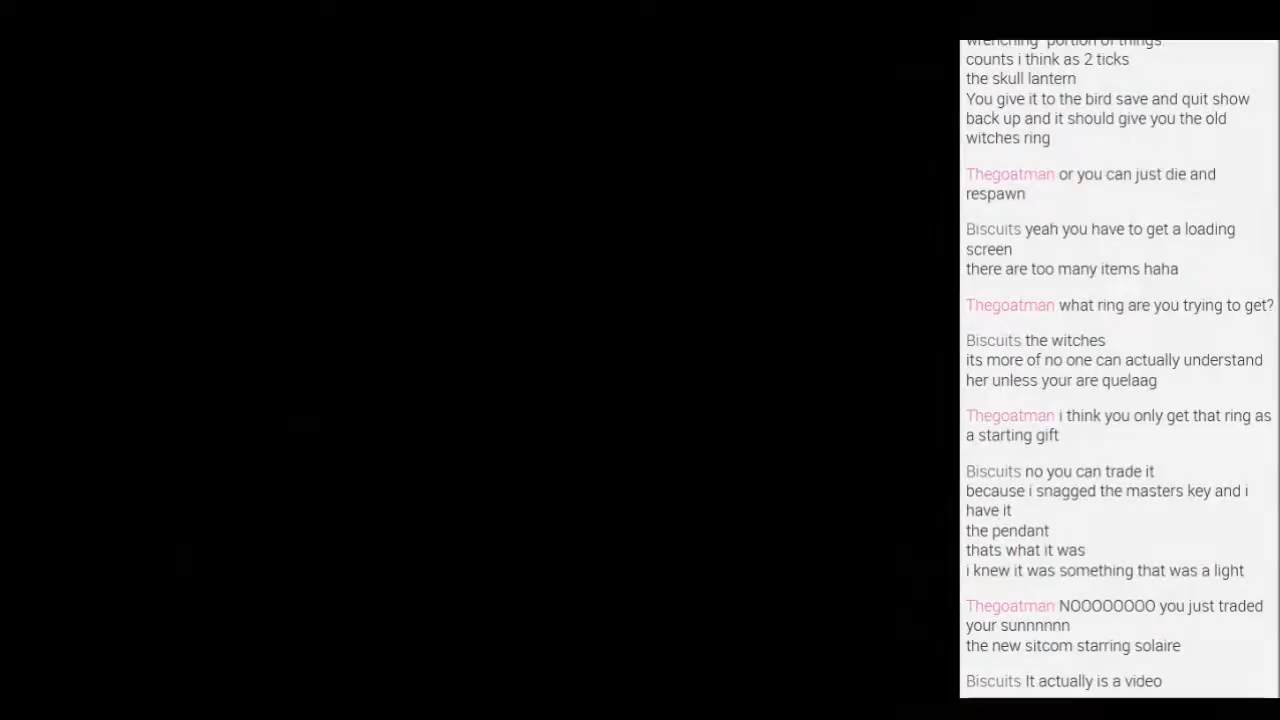 wrenching" portion of things
counts i think as 2 ticks
the skull lantern
You give it to the bird save and quit show
back up and it should give you the old
witches ring
Thegoatman or you can just die and
respawn
Biscuits yeah you have to get a loading
screen
there are too many items haha
Thegoatman what ring are you trying to get?
Biscuits the witches
its more of no one can actually understand
her unless your are quelaag
Thegoatman i think you only get that ring as
a starting gift
Biscuits no you can trade it
because i snagged the masters key and i
have it
the pendant
thats what it was
i knew it was something that was a light
Thegoatman NOOOOOOOO you just traded
your sunnnnnn
the new sitcom starring solaire
Biscuits It actually is a video